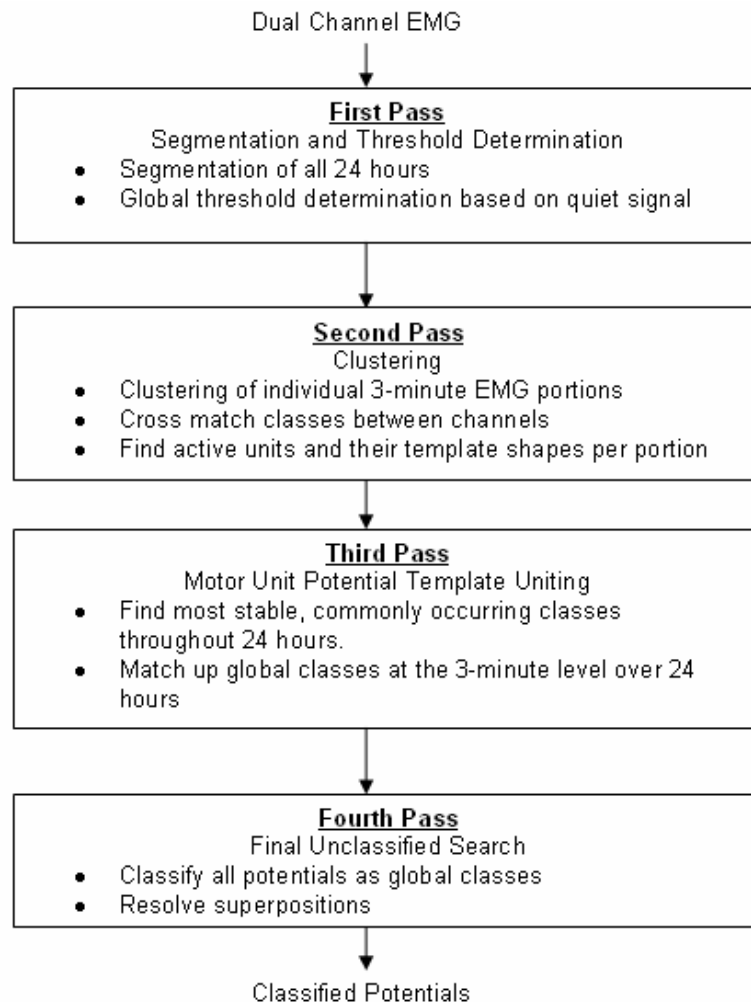 Dual Channel EMG
First Pass
Segmentation and Threshold Determination
• Segmentation of all 24 hours
• Global threshold determination based on quiet signal
Second Pass
Clustering
• Clustering of individual 3-minute EMG portions
• Cross match classes between channels
• Find active units and their template shapes per portion
Third Pass
Motor Unit Potential Template Uniting
• Find most stable, commonly occurring classes
throughout 24 hours.
• Match up global classes at the 3-minute level over 24
hours
Fourth Pass
Final Unclassified Search
• Classify all potentials as global classes
• Resolve superpositions
Classified Potentials